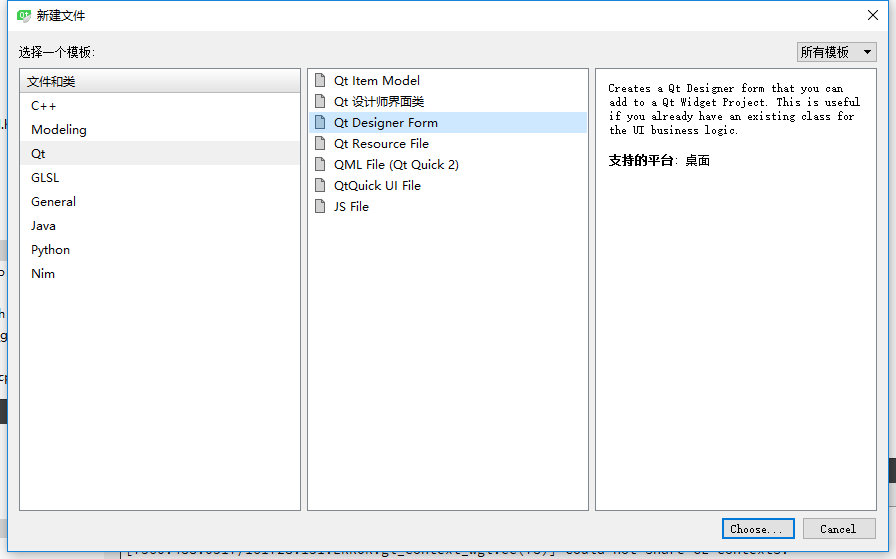 新建文件
选择一个模板:
所有模板
文件和类
C++
Modeling
Qt
GLSL
General
Java
Python
Nim
Qt Item Model
Qt 设计师界面类
Qt Designer Form
Qt Resource File
QML File (Qt Quick 2)
QtQuick UI File
JS File
Creates a Qt Designer form that you can
add to a Qt Widget Project. This is useful
if you already have an existing class for
the UI business logic.
支持的平台: 桌面
Choose...
Cancel